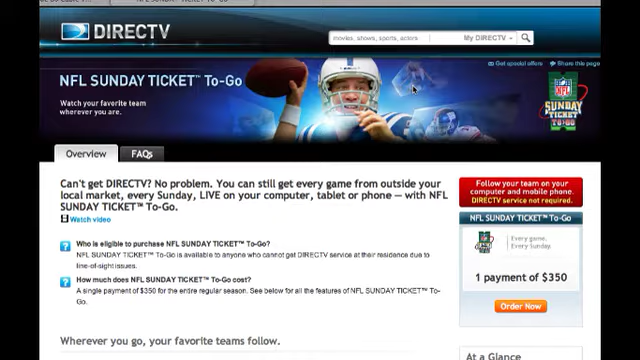 DIRECTV
movies, shows, sports, actors
My DIRECTV
Get special offers
Share this page
NFL SUNDAY TICKET™ To-Go
Watch your favorite team
wherever you are.
NFL
SUNDAY
TICKET
TO-GO
Overview
FAQs
Can't get DIRECTV? No problem. You can still get every game from outside your
local market, every Sunday, LIVE on your computer, tablet or phone — with NFL
SUNDAY TICKET™ To-Go.
Watch video
Who is eligible to purchase NFL SUNDAY TICKET™ To-Go?
NFL SUNDAY TICKET™ To-Go is available to anyone who cannot get DIRECTV service at their residence due to
line-of-sight issues.
How much does NFL SUNDAY TICKET™ To-Go cost?
A single payment of $350 for the entire regular season. See below for all the features of NFL SUNDAY TICKET™ To-
Go.
Wherever you go, your favorite teams follow.
Follow your team on your
computer and mobile phone.
DIRECTV service not required.
NFL SUNDAY TICKET™ To-Go
Every game.
Every Sunday.
1 payment of $350
Order Now
At a Glance